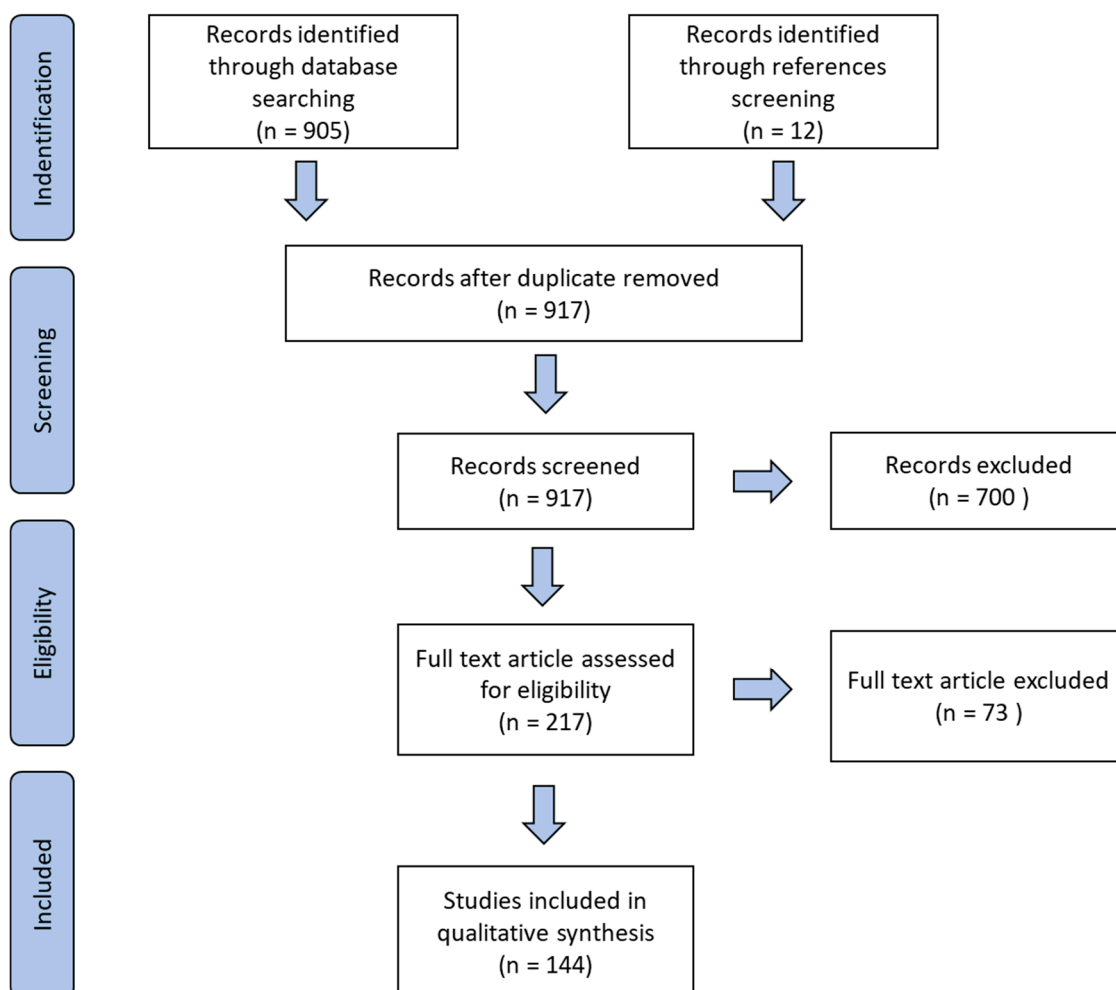 Indentification
Records identified
through database
searching
(n = 905)
Records identified
through references
screening
(n = 12)
Screening
Records after duplicate removed
(n = 917)
Records screened
(n = 917)
Records excluded
(n = 700 )
Eligibility
Full text article assessed
for eligibility
(n = 217)
Full text article excluded
(n = 73 )
Included
Studies included in
qualitative synthesis
(n = 144)